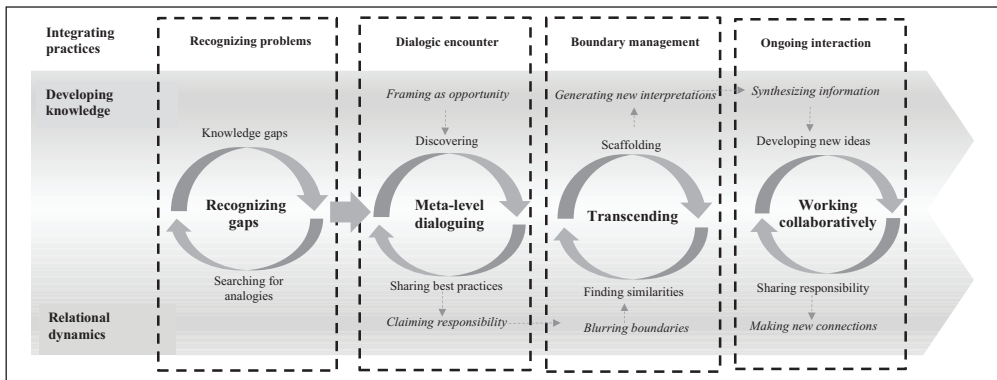 Integrating
practices
Recognizing problems
Dialogic encounter
Boundary management
Ongoing interaction
Developing
knowledge
Framing as opportunity
Generating new interpretations
Synthesizing information
Knowledge gaps
Discovering
Scaffolding
Developing new ideas
Recognizing
gaps
Meta-level
dialoguing
Transcending
Working
collaboratively
Searching for
analogies
Sharing best practices
Finding similarities
Sharing responsibility
Relational
dynamics
Claiming responsibility
Blurring boundaries
Making new connections